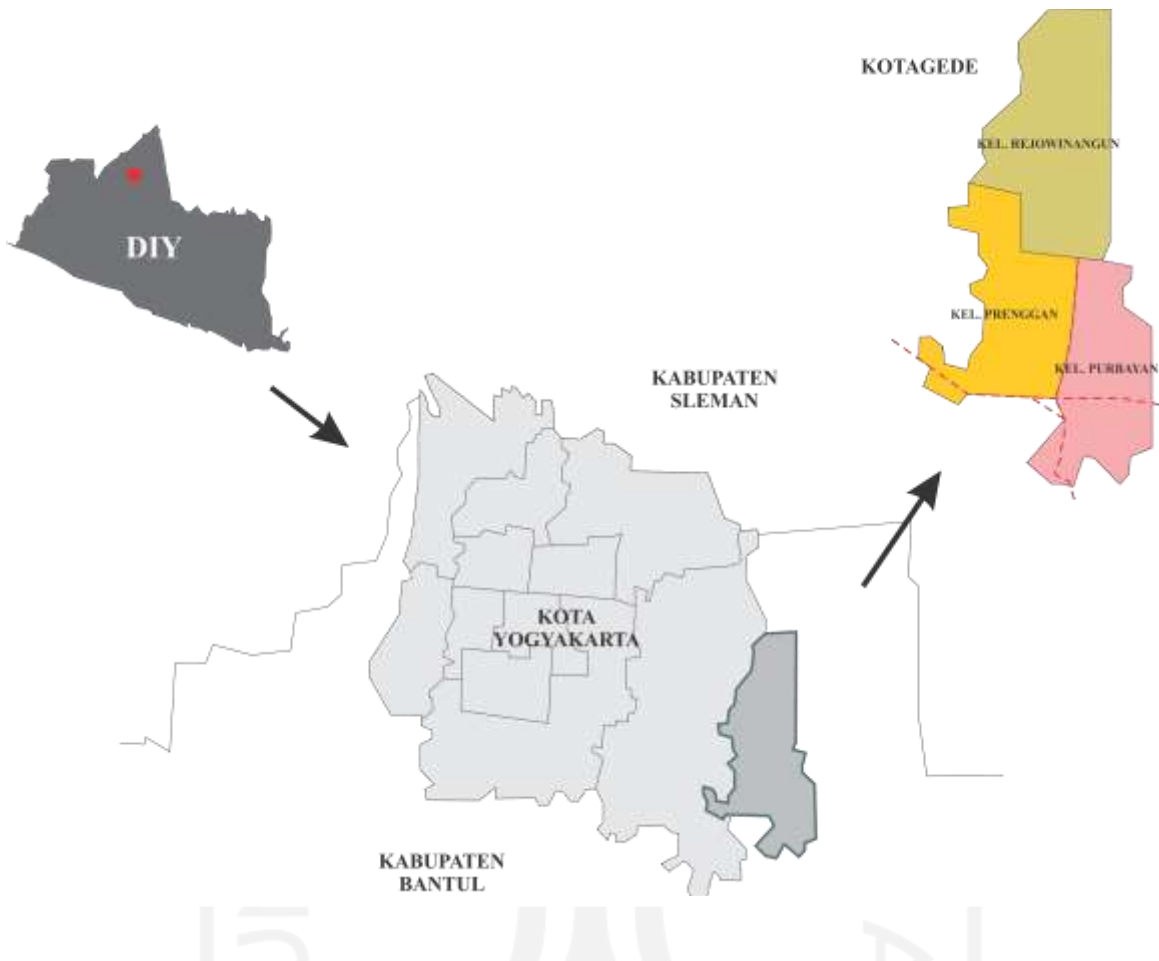 KOTAGEDE
KEL. REJOWINANGUN
DIY
KEL. PRENGGAN
KEL. PURBAYAN
KABUPATEN
SLEMAN
KOTA
YOGYAKARTA
KABUPATEN
BANTUL